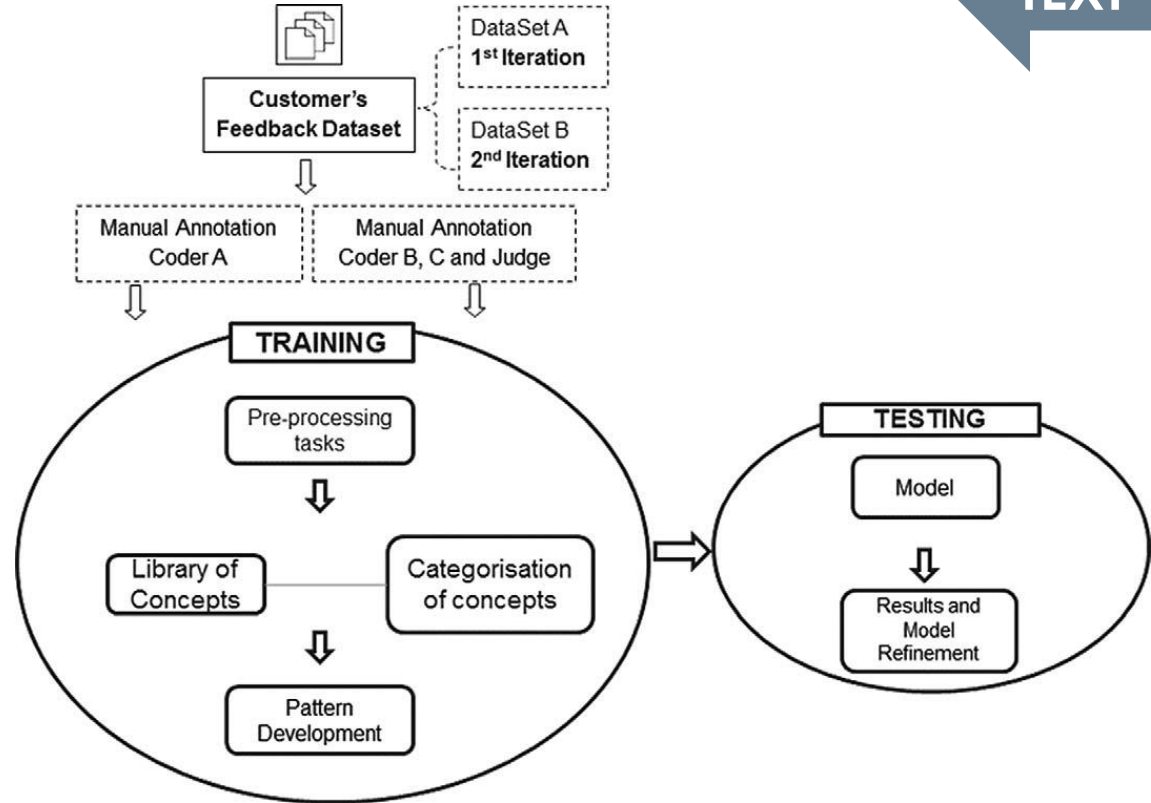 TEXT
DataSet A
1st Iteration
Customer's
Feedback Dataset
DataSet B
2nd Iteration
Manual Annotation
Coder A
Manual Annotation
Coder B, C and Judge
TRAINING
Pre-processing
tasks
Library of
Concepts
Categorisation
of concepts
Pattern
Development
TESTING
Model
Results and
Model
Refinement